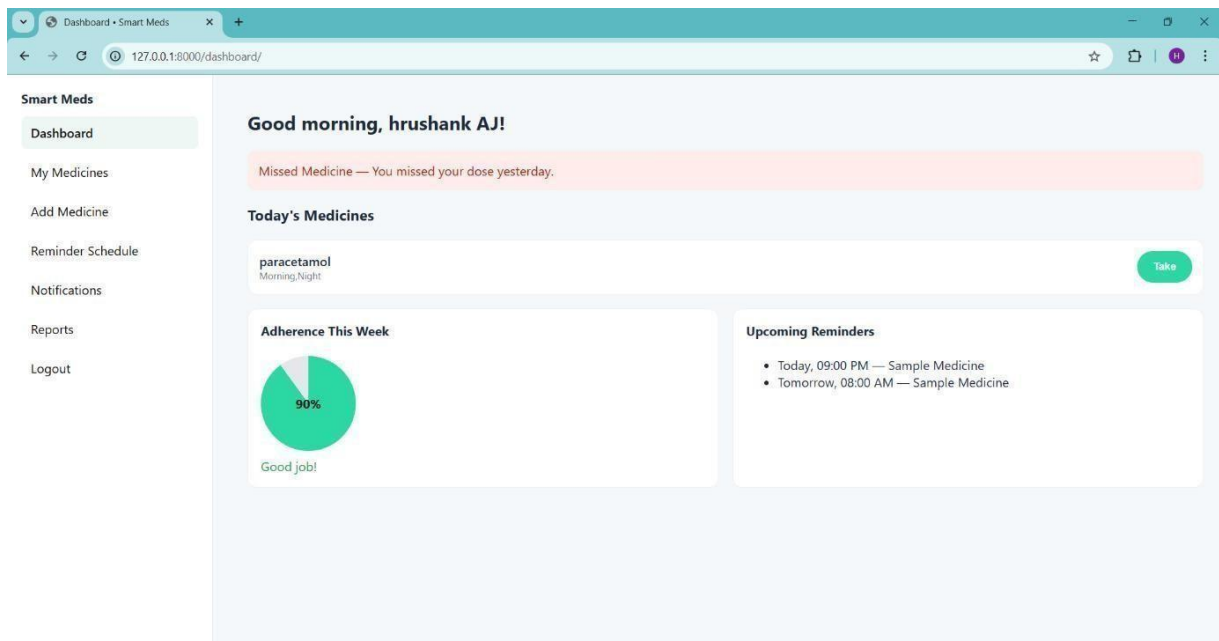 Dashboard • Smart Meds
127.0.0.1:8000/dashboard/
H
Smart Meds
Dashboard
My Medicines
Add Medicine
Reminder Schedule
Notifications
Reports
Logout
Good morning, hrushank AJ!
Missed Medicine — You missed your dose yesterday.
Today's Medicines
paracetamol
Morning,Night
Take
Adherence This Week
90%
Good job!
Upcoming Reminders
• Today, 09:00 PM — Sample Medicine
• Tomorrow, 08:00 AM — Sample Medicine